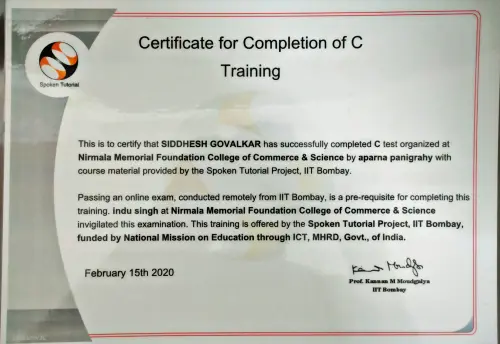 Certificate for Completion of C
Training
Spoken Tutorial
This is to certify that SIDDHESH GOVALKAR has successfully completed C test organized at
Nirmala Memorial Foundation College of Commerce & Science by aparna panigrahy with
course material provided by the Spoken Tutorial Project, IIT Bombay.
Passing an online exam, conducted remotely from IIT Bombay, is a pre-requisite for completing this
training. indu singh at Nirmala Memorial Foundation College of Commerce & Science
invigilated this examination. This training is offered by the Spoken Tutorial Project, IIT Bombay,
funded by National Mission on Education through ICT, MHRD, Govt., of India.
February 15th 2020
Prof. Kannan M Moudgalya
IIT Bombay